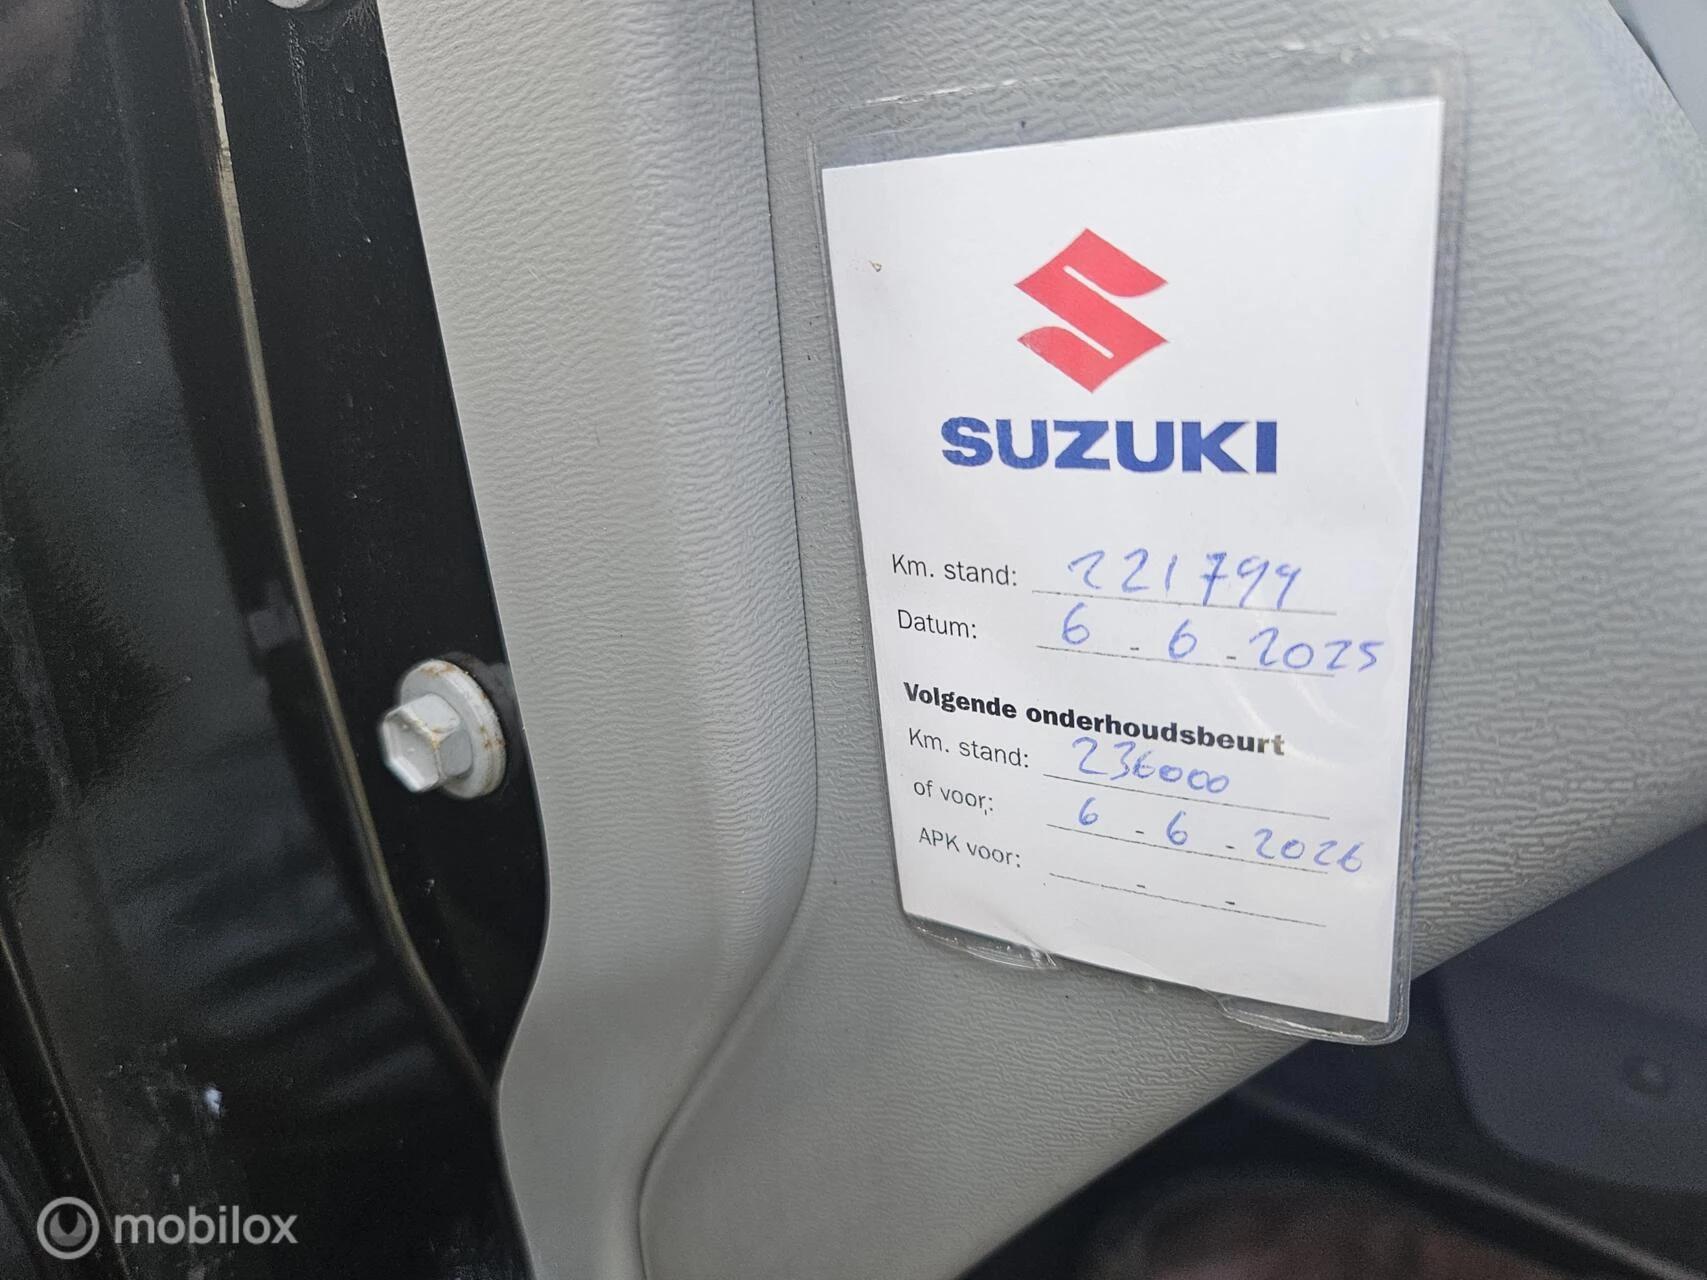 SUZUKI
Km. stand: 221799
Datum: 6 - 6 - 2025
Volgende onderhoudsbeurt
Km. stand: 236000
of voor: 6 - 6 - 2026
APK voor: - -
mobilox